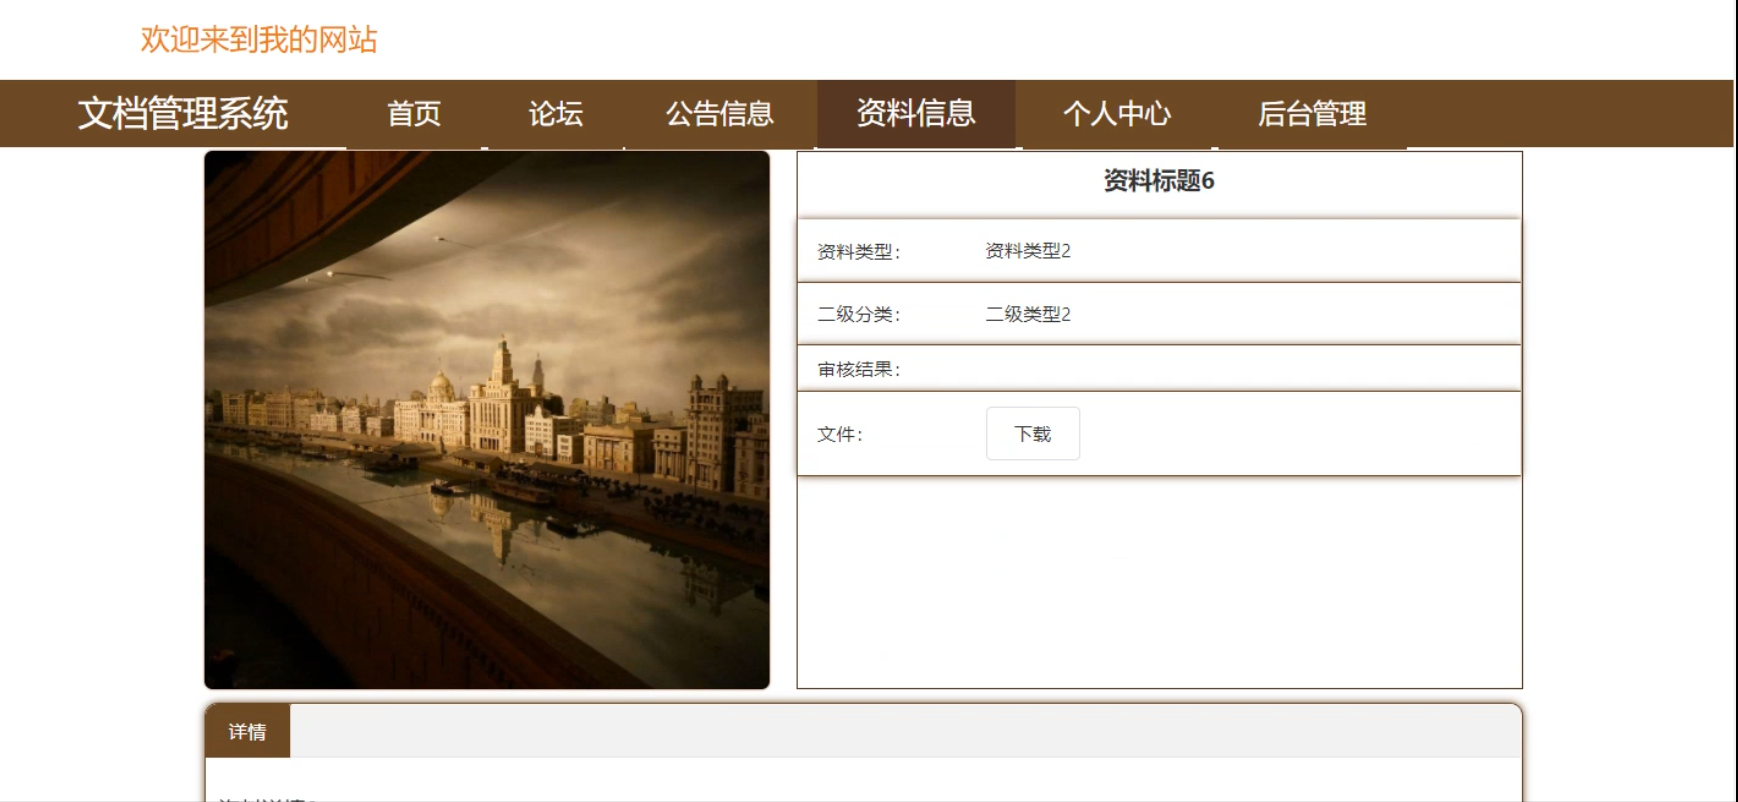 欢迎来到我的网站
文档管理系统 首页 论坛 公告信息 资料信息 个人中心 后台管理
资料标题6
资料类型： 资料类型2
二级分类： 二级类型2
审核结果：
文件： 下载
详情